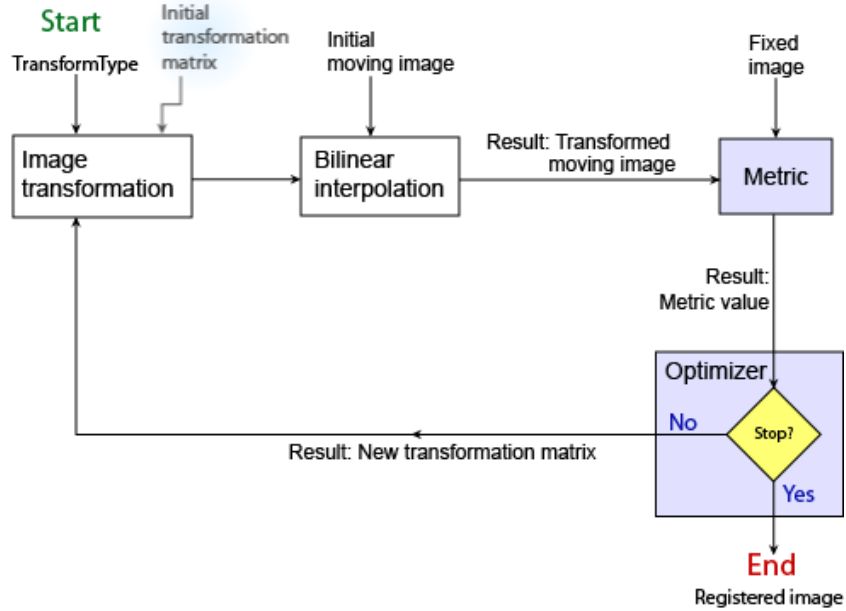 Start
TransformType
Initial
transformation
matrix
Initial
moving image
Fixed
image
Image
transformation
Bilinear
interpolation
Result: Transformed
moving image
Metric
Result:
Metric value
Optimizer
Stop?
No
Result: New transformation matrix
Yes
End
Registered image